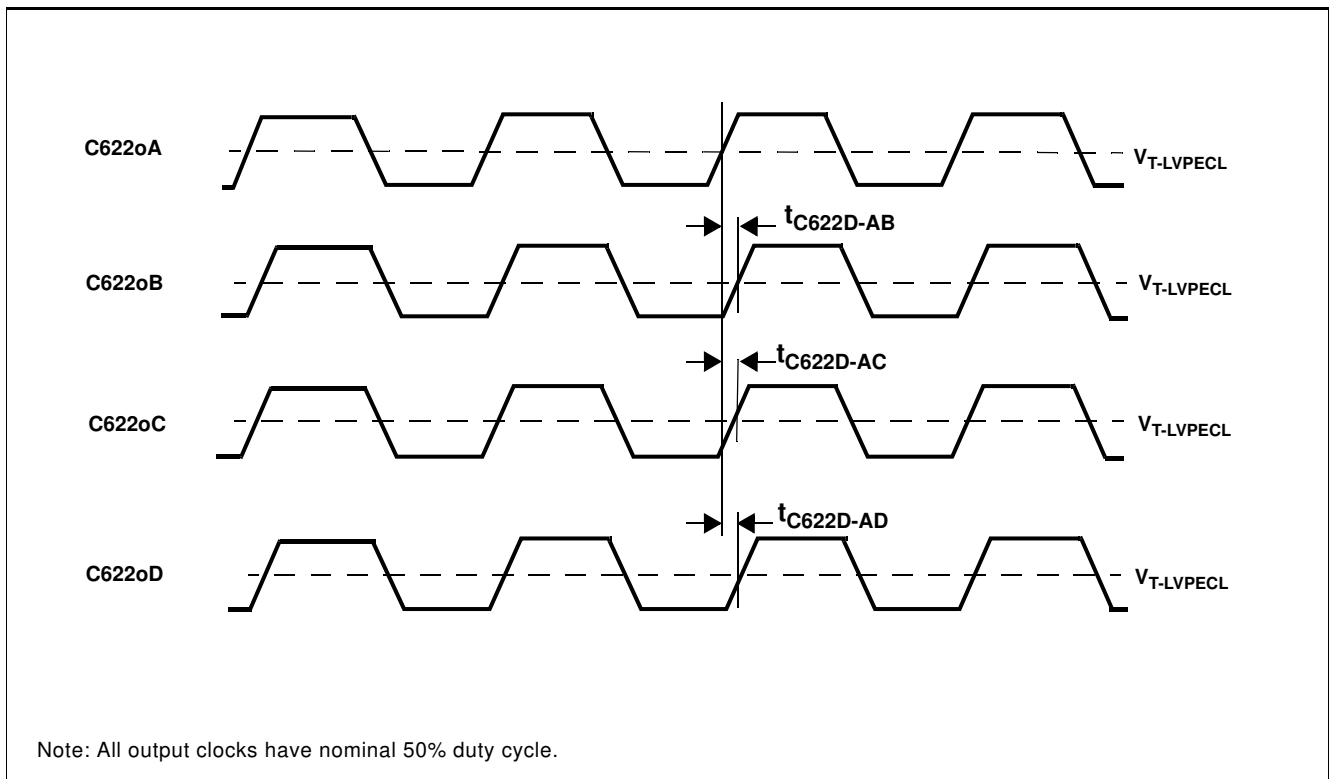 C622oA
VT-LVPECL
tC622D-AB
C622oB
VT-LVPECL
tC622D-AC
C622oC
VT-LVPECL
tC622D-AD
C622oD
VT-LVPECL
Note: All output clocks have nominal 50% duty cycle.